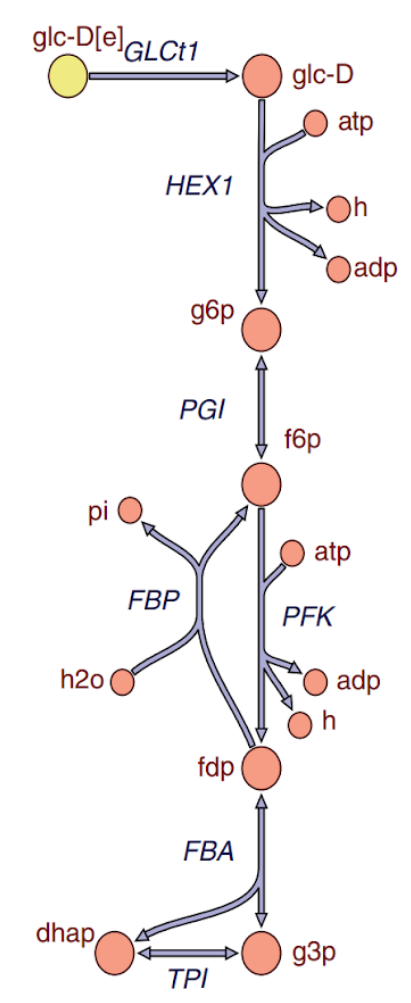 glc-D[e]
GLCt1
glc-D
atp
HEX1
h
adp
g6p
PGI
f6p
pi
atp
FBP
PFK
h2o
adp
h
fdp
FBA
dhap
g3p
TPI